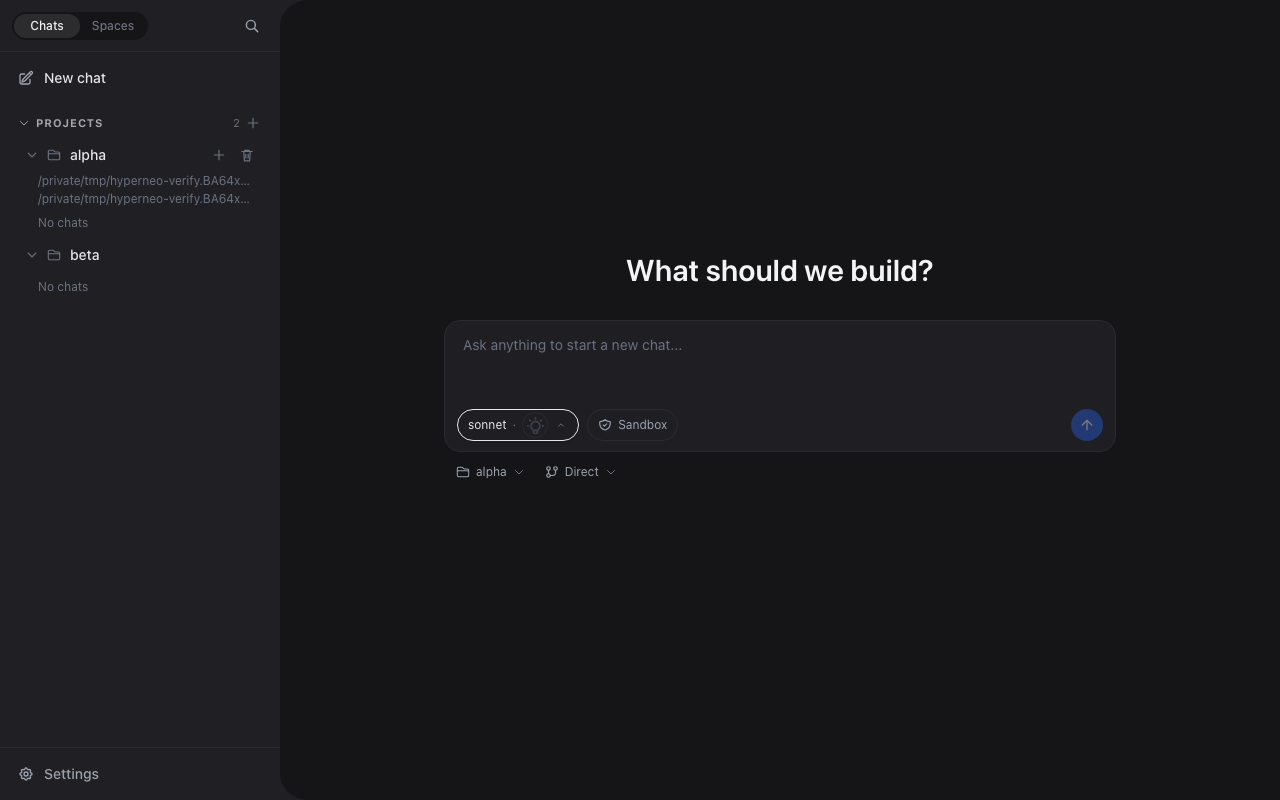 Chats Spaces
New chat
PROJECTS 2
alpha
/private/tmp/hyperneo-verify.BA64x...
/private/tmp/hyperneo-verify.BA64x...
No chats
beta
No chats
Settings
What should we build?
Ask anything to start a new chat...
sonnet · Sandbox
alpha Direct